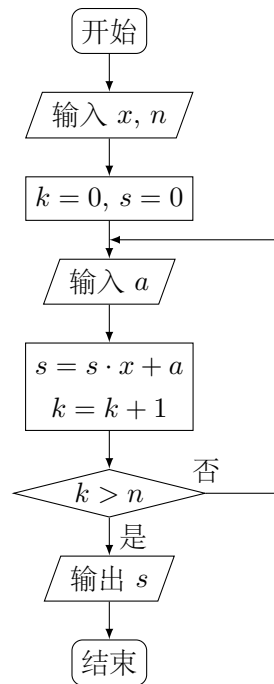 开始
输入 x, n
k = 0, s = 0
输入 a
s = s · x + a
k = k + 1
k > n
否
是
输出 s
结束